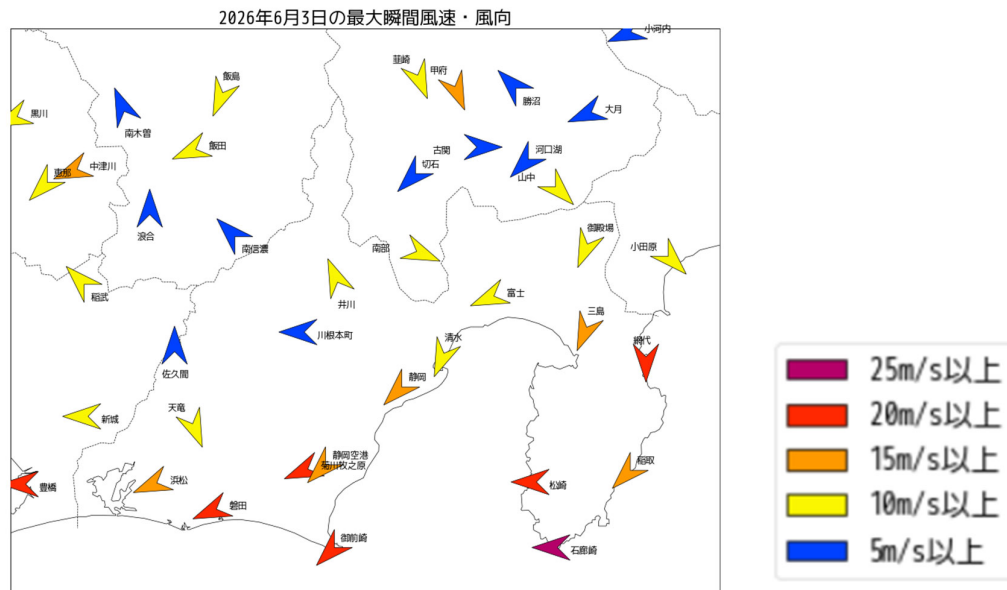 2026年6月3日の最大瞬間風速・風向
小河内
韮崎
甲府
飯島
勝沼
大月
黒川
南木曽
飯田
古関
河口湖
切石
中津川
恵那
山中
浪合
南信濃
南部
御殿場
小田原
稲武
井川
富士
三島
川根本町
清水
網代
佐久間
静岡
天竜
新城
静岡空港
菊川牧之原
稲取
豊橋
浜松
松崎
磐田
御前崎
石廊崎
25m/s以上
20m/s以上
15m/s以上
10m/s以上
5m/s以上